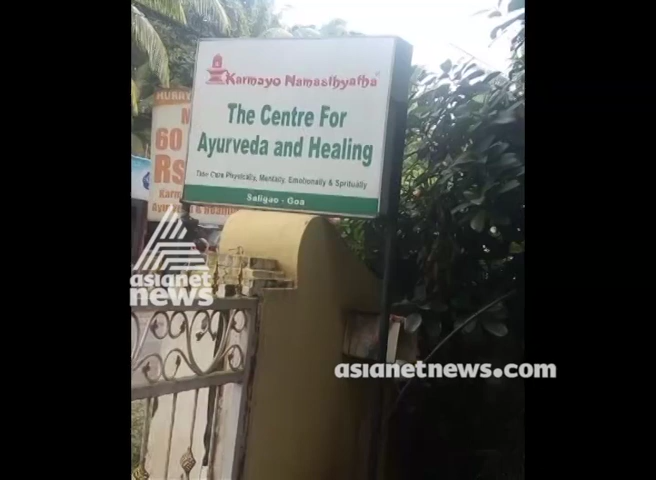 Karmayo Namasthyatha
The Centre For
Ayurveda and Healing
Take Care Physically, Mentally, Emotionally & Spritually
Saligao - Goa
60
RS
asianet
news
asianetnews.com